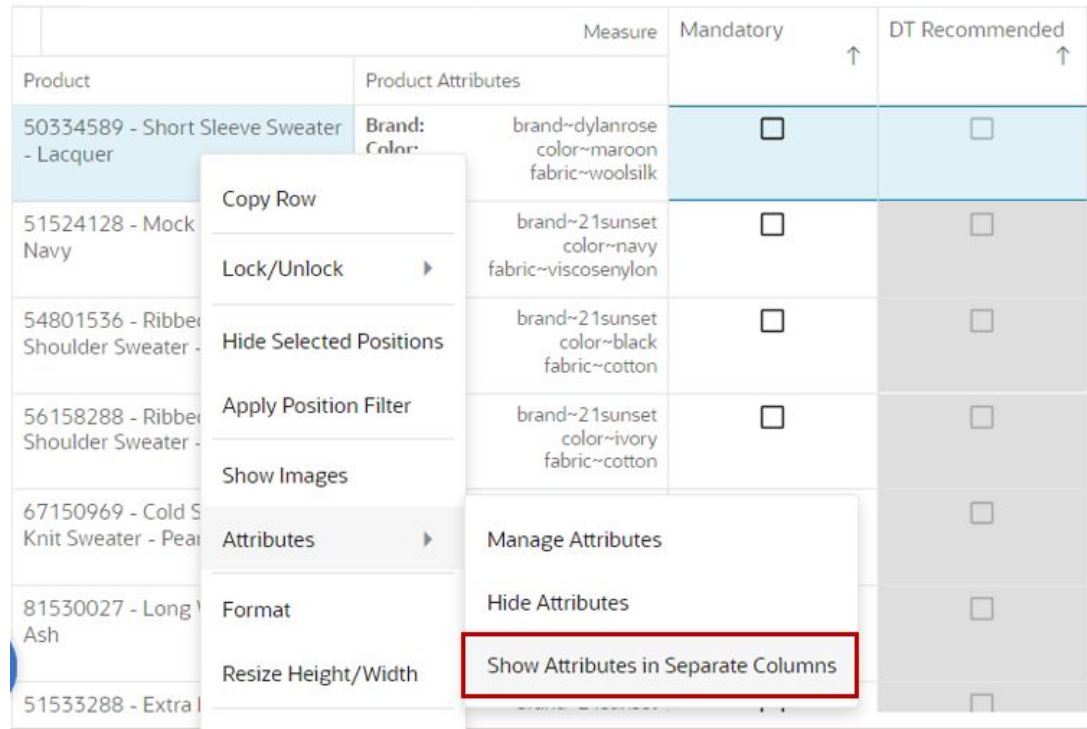 Measure
Mandatory
DT Recommended
Product
Product Attributes
50334589 - Short Sleeve Sweater
- Lacquer
Brand:
brand~dylanrose
Color:
color~maroon
fabric~woolsilk
51524128 - Mock
Navy
brand~21sunset
color~navy
fabric~viscosenylon
54801536 - Ribbed
Shoulder Sweater -
brand~21sunset
color~black
fabric~cotton
56158288 - Ribbed
Shoulder Sweater -
brand~21sunset
color~ivory
fabric~cotton
67150969 - Cold S
Knit Sweater - Pear
81530027 - Long
Ash
51533288 - Extra
Copy Row
Lock/Unlock
Hide Selected Positions
Apply Position Filter
Show Images
Attributes
Format
Resize Height/Width
Manage Attributes
Hide Attributes
Show Attributes in Separate Columns